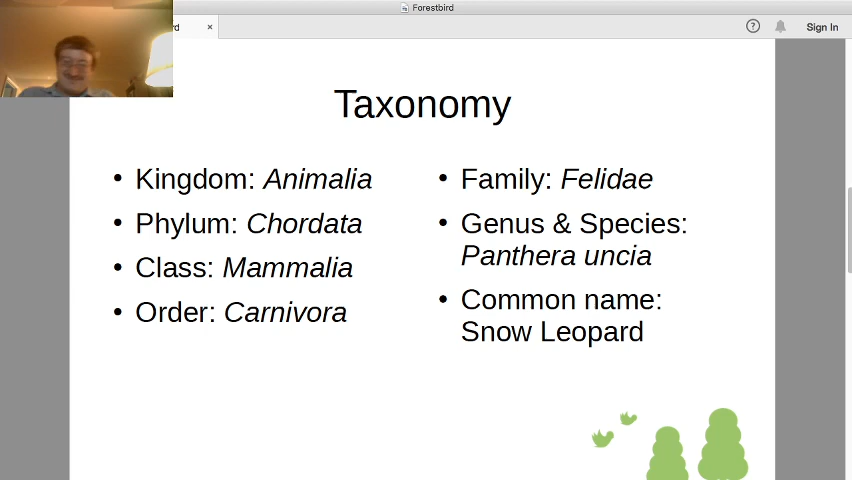 Forestbird
rd ×
? Sign In
Taxonomy
• Kingdom: Animalia
• Phylum: Chordata
• Class: Mammalia
• Order: Carnivora
• Family: Felidae
• Genus & Species:
Panthera uncia
• Common name:
Snow Leopard